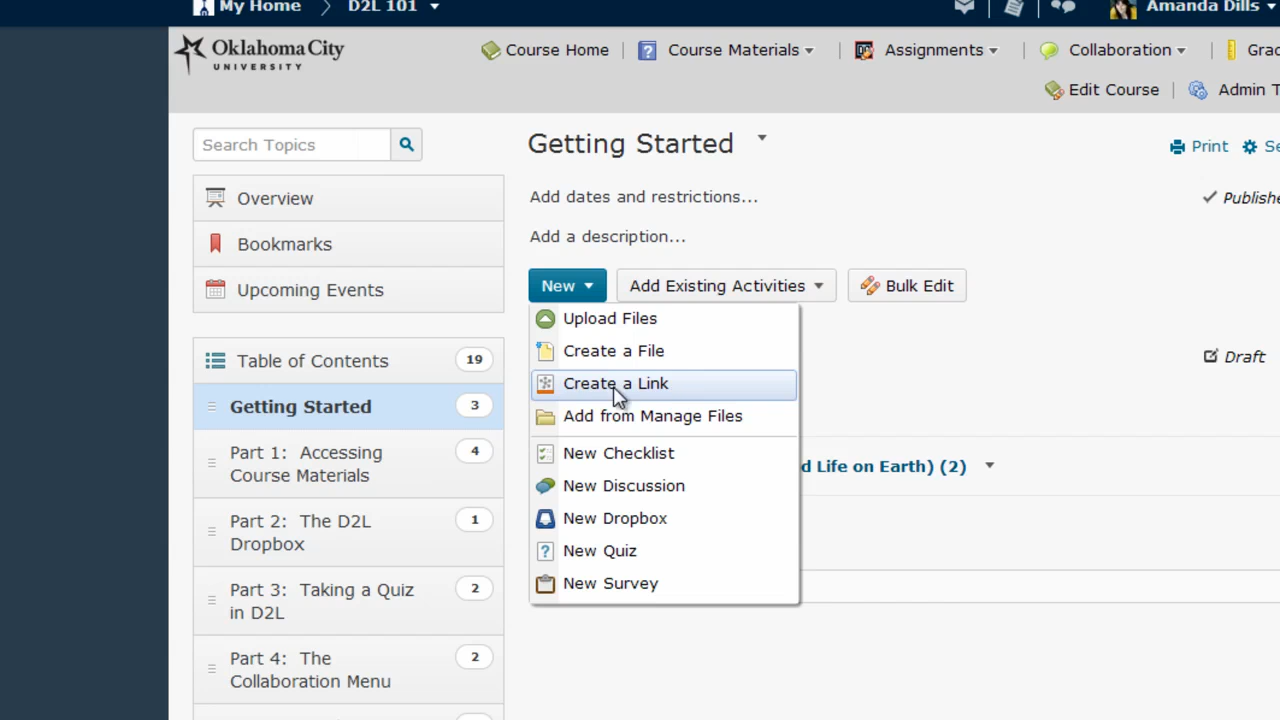 My Home
D2L 101
Amanda Dills
Oklahoma City
UNIVERSITY
Course Home
Course Materials
Assignments
Collaboration
Edit Course
Admin
Search Topics
Getting Started
Print
Add dates and restrictions...
Overview
Add a description...
Bookmarks
New
Add Existing Activities
Bulk Edit
Upcoming Events
Upload Files
Create a File
Draft
Table of Contents 19
Create a Link
Getting Started 3
Add from Manage Files
Part 1: Accessing 4
Course Materials
New Checklist
Life on Earth) (2)
New Discussion
Part 2: The D2L 1
Dropbox
New Dropbox
New Quiz
Part 3: Taking a Quiz 2
in D2L
New Survey
Part 4: The 2
Collaboration Menu